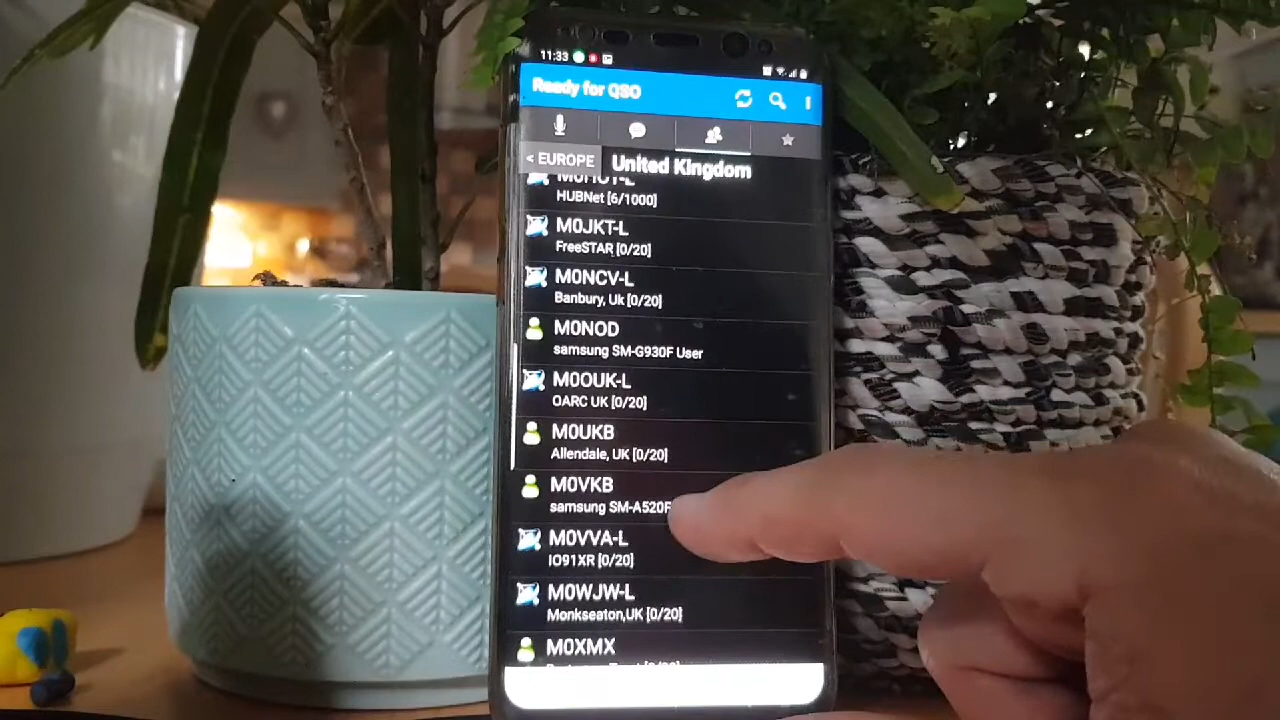 11:33
Ready for QSO
< EUROPE United Kingdom
HUBNet [6/1000]
M0JKT-L
FreeSTAR [0/20]
M0NCV-L
Banbury, Uk [0/20]
M0NOD
samsung SM-G930F User
M0OUK-L
OARC UK [0/20]
M0UKB
Allendale, UK [0/20]
M0VKB
samsung SM-A520F
M0VVA-L
IO91XR [0/20]
M0WJW-L
Monkseaton,UK [0/20]
M0XMX